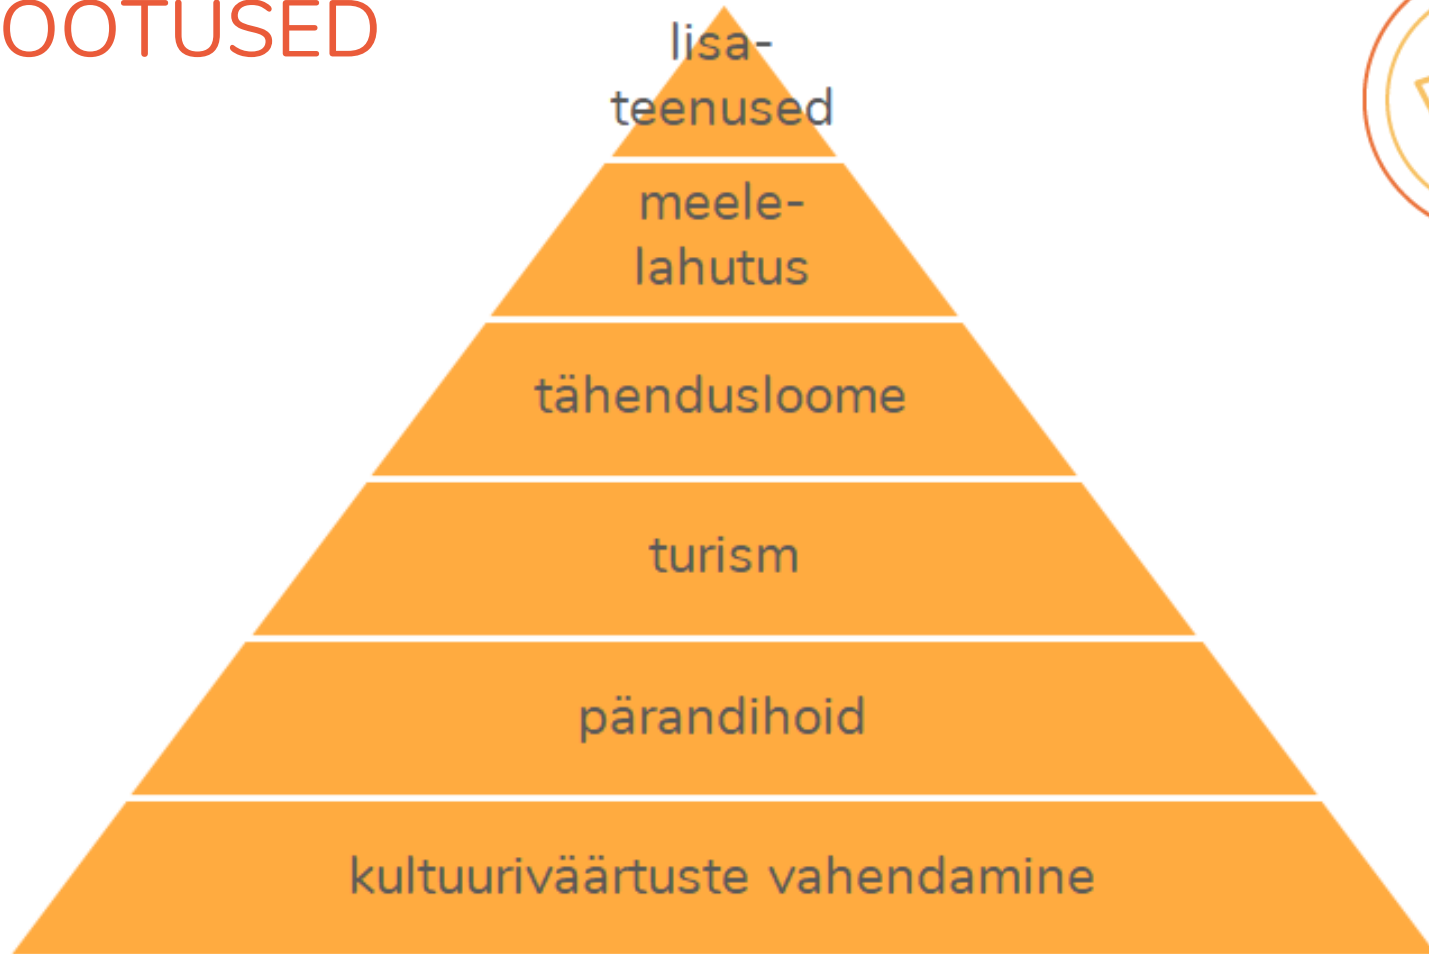 OOTUSED
lisa-
teenused
meele-
lahutus
tähendusloome
turism
pärandihoid
kultuuriväärtuste vahendamine